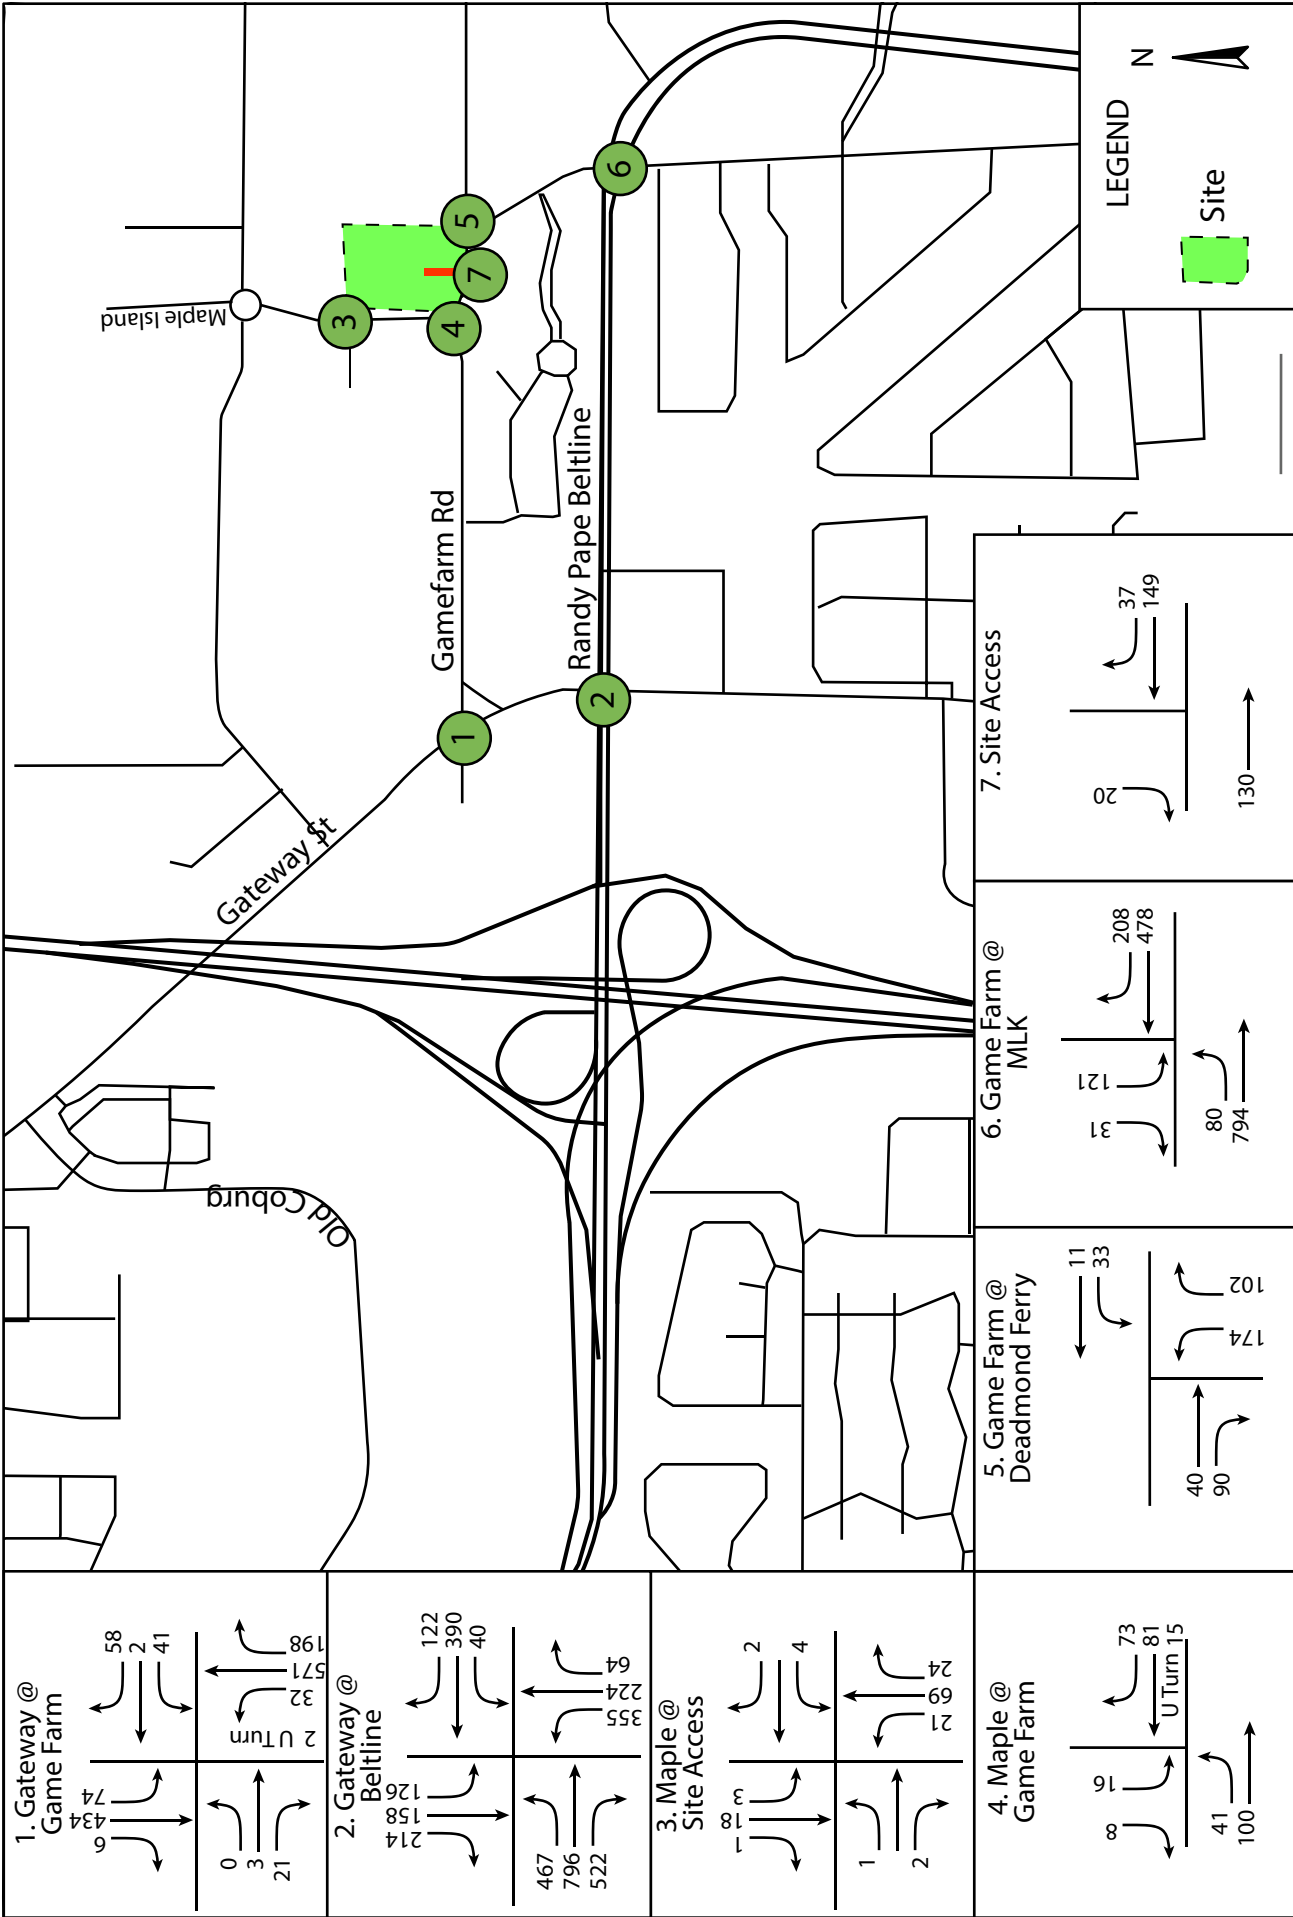 1. Gateway @
Game Farm
6
434
74
58
2
41
0
3
21
2 U Turn
32
571
198
2. Gateway @
Beltline
214
158
126
122
390
40
467
796
522
355
224
64
3. Maple @
Site Access
1
18
3
2
4
1
2
21
69
24
4. Maple @
Game Farm
8
16
73
81
U Turn 15
41
100
5. Game Farm @
Deadmond Ferry
11
33
40
90
174
102
6. Game Farm @
MLK
31
121
208
478
80
794
7. Site Access
20
37
149
130
Old Coburg
Gateway St
Gamefarm Rd
Randy Pape Beltline
Maple Island
1
2
3
4
5
6
7
LEGEND
N
Site